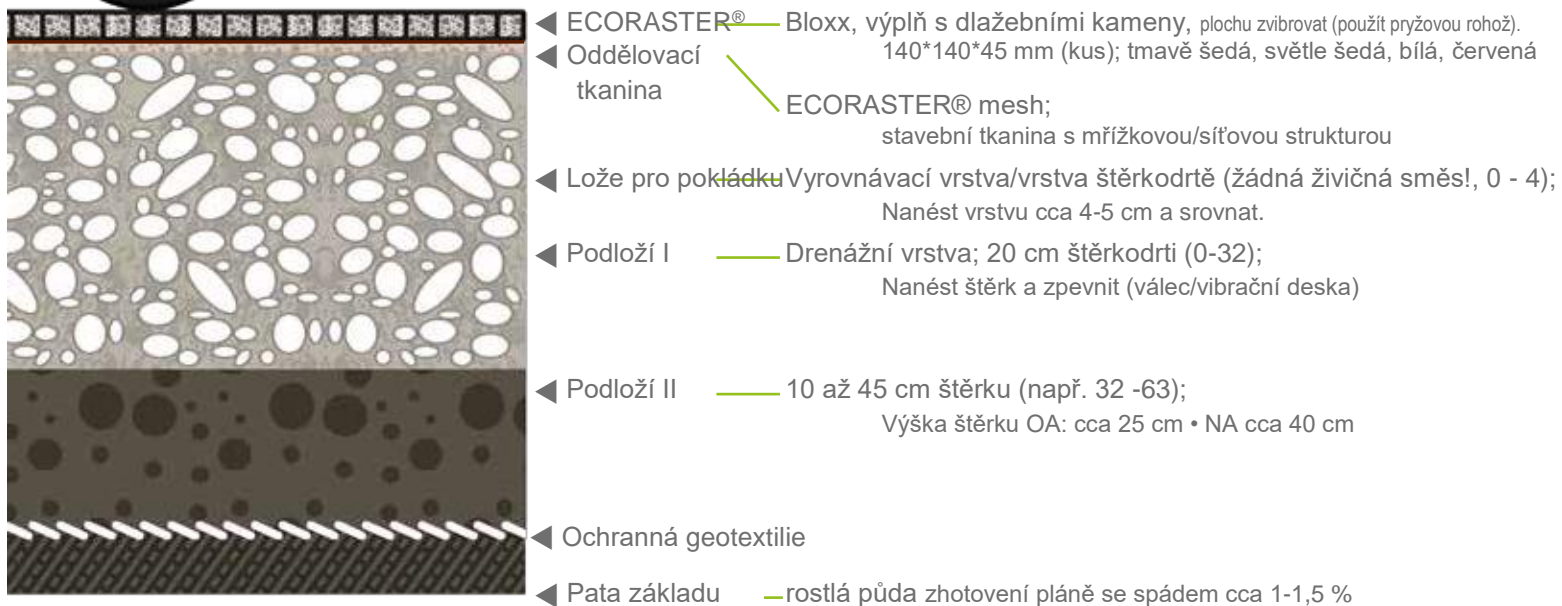 ECORASTER® Bloxx, výplň s dlažebními kameny, plochu zvibrovat (použít pryžovou rohož).
140*140*45 mm (kus); tmavě šedá, světle šedá, bílá, červená
Oddělovací
tkanina
ECORASTER® mesh;
stavební tkanina s mřížkovou/síťovou strukturou
Lože pro pokládku Vyrovnávací vrstva/vrstva štěrkodrtě (žádná živičná směs!, 0 - 4);
Nanést vrstvu cca 4-5 cm a srovnat.
Podloží I Drenážní vrstva; 20 cm štěrkodrti (0-32);
Nanést štěrk a zpevnit (válec/vibrační deska)
Podloží II 10 až 45 cm štěrku (např. 32 -63);
Výška štěrku OA: cca 25 cm • NA cca 40 cm
Ochranná geotextilie
Pata základu rostlá půda zhotovení pláně se spádem cca 1-1,5 %